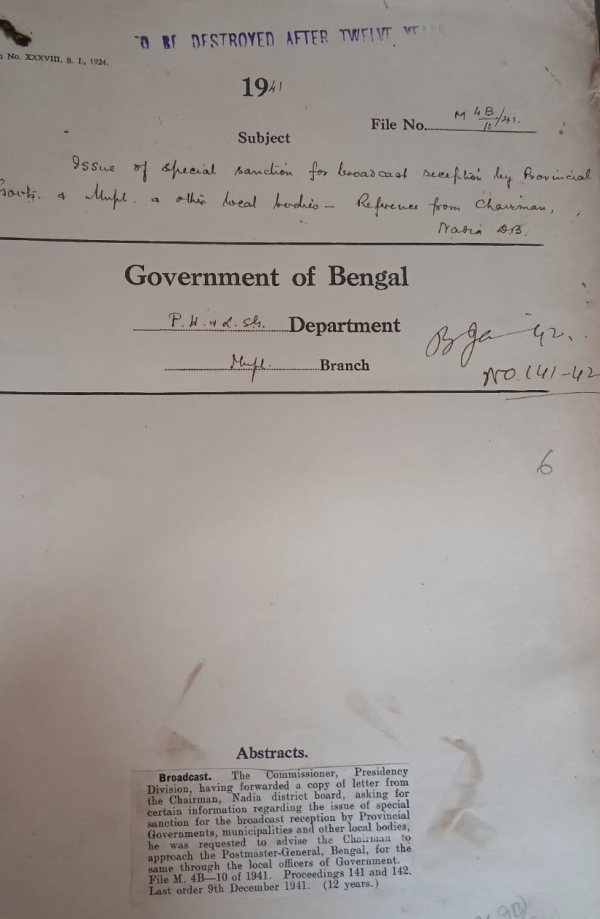 TO BE DESTROYED AFTER TWELVE
No. XXXVIII, S. I., 1924.
1941
File No. M 4B/10/41.
Subject
Issue of special sanction for broadcast reception by Provincial
Govts. & Mupl. & other local bodies — Reference from Chairman,
Nadia D.B.
Government of Bengal
P. H. & L. S.G. Department
Mupl. Branch
No. 141-42
6
Abstracts.
Broadcast. The Commissioner, Presidency
Division, having forwarded a copy of letter from
the Chairman, Nadia district board, asking for
certain information regarding the issue of special
sanction for the broadcast reception by Provincial
Governments, municipalities and other local bodies,
he was requested to advise the Chairman to
approach the Postmaster-General, Bengal, for the
same through the local officers of Government.
File M. 4B—10 of 1941. Proceedings 141 and 142.
Last order 9th December 1941. (12 years.)